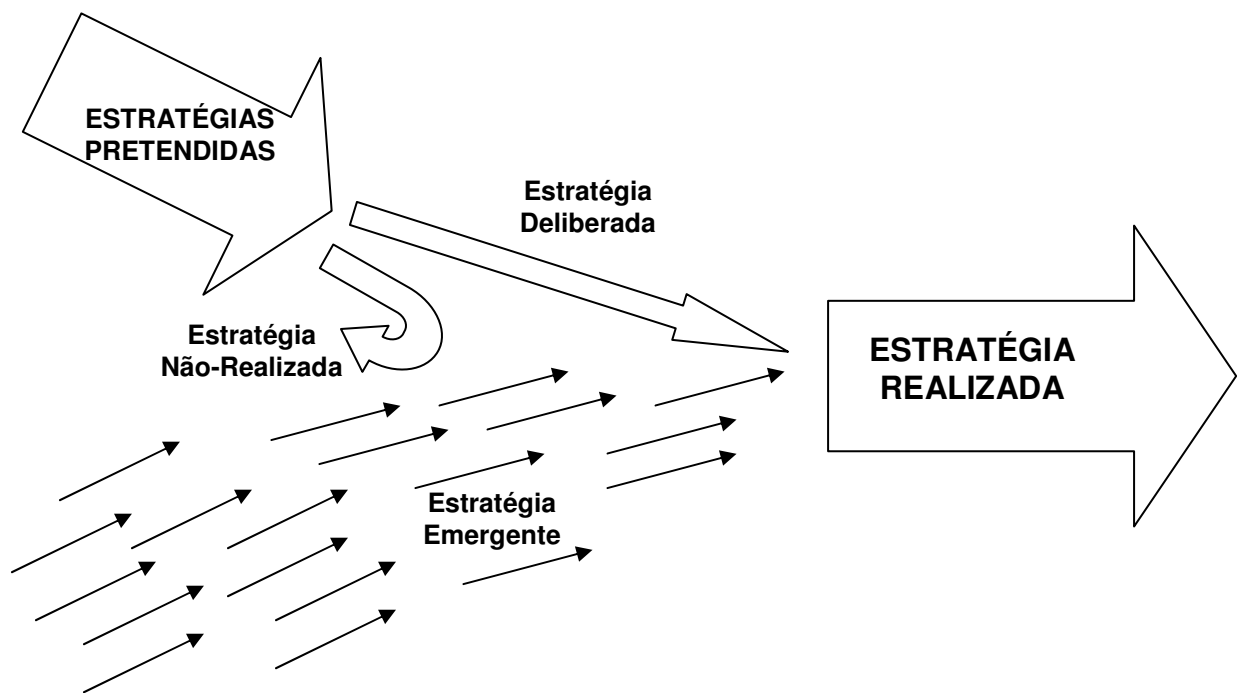 ESTRATÉGIAS
PRETENDIDAS
Estratégia
Deliberada
Estratégia
Não-Realizada
ESTRATÉGIA
REALIZADA
Estratégia
Emergente